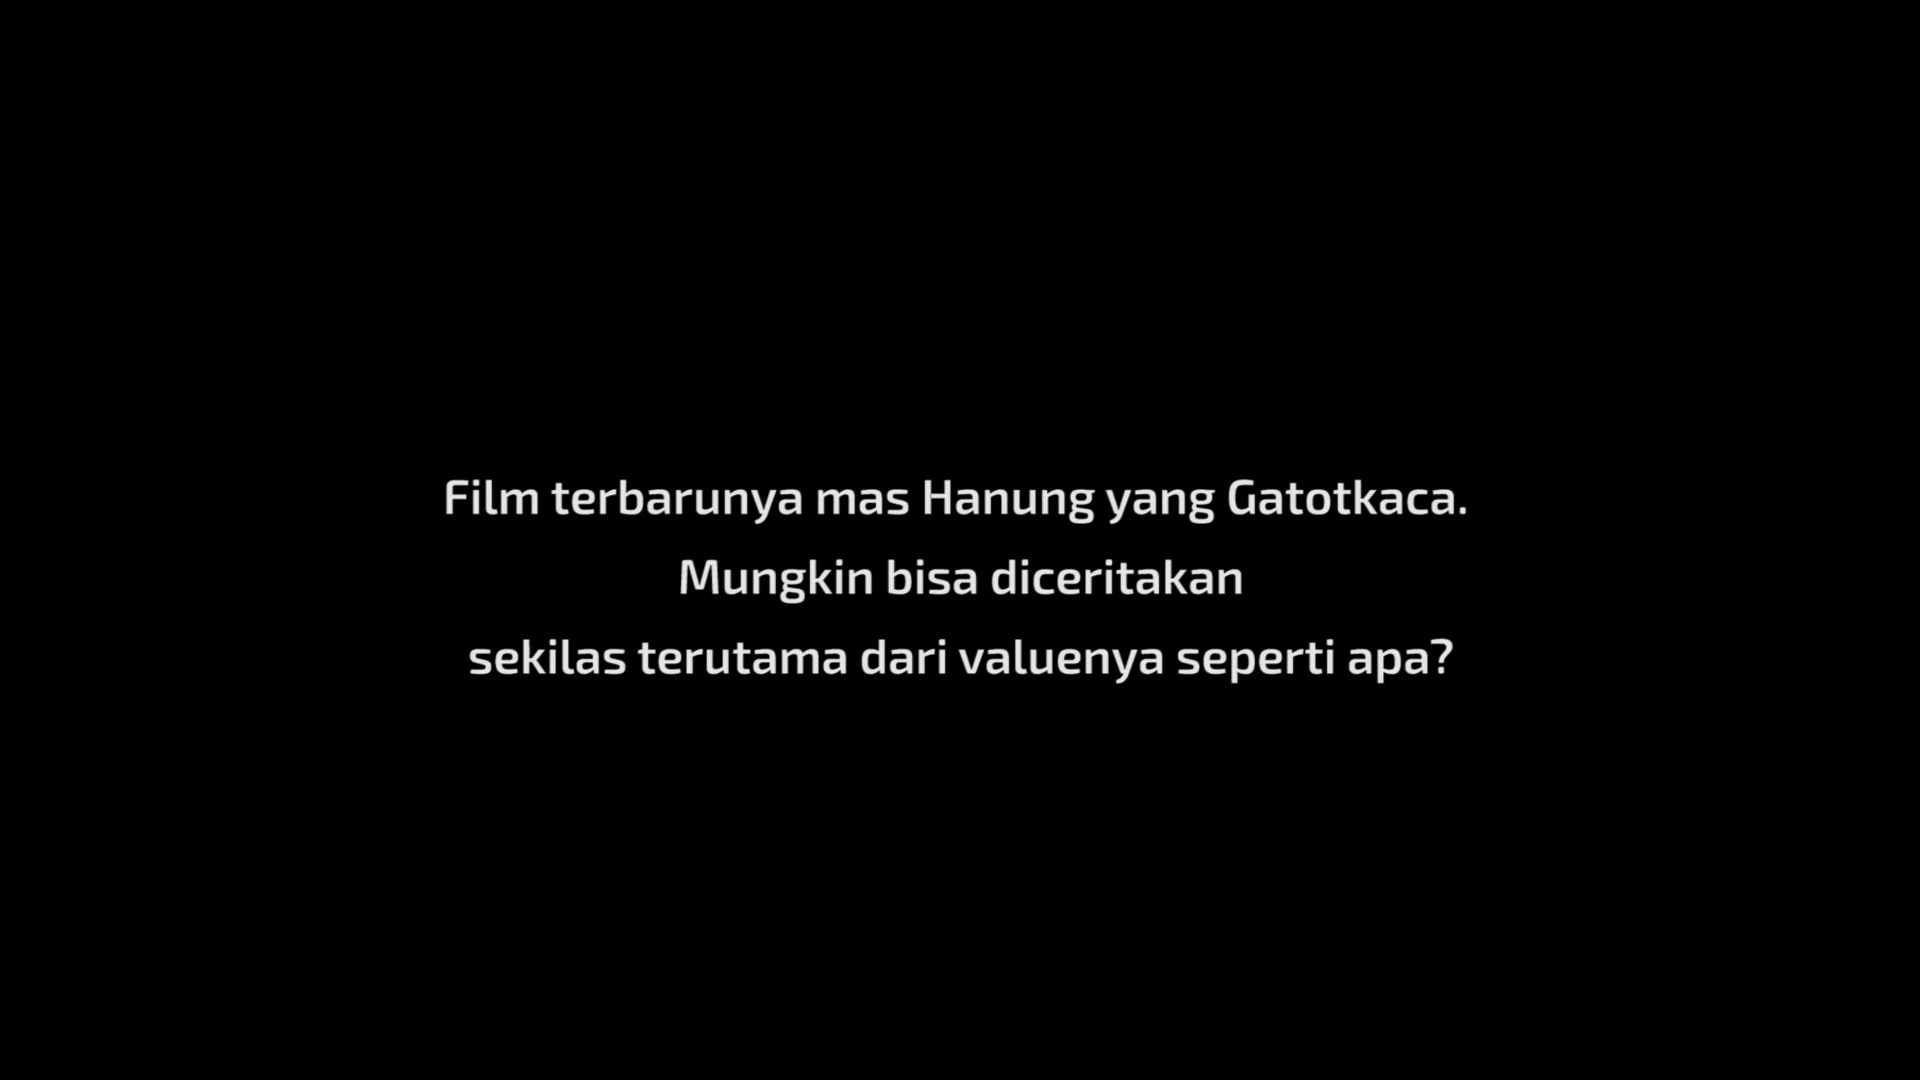 Film terbarunya mas Hanung yang Gatotkaca.
Mungkin bisa diceritakan
sekilas terutama dari valuenya seperti apa?